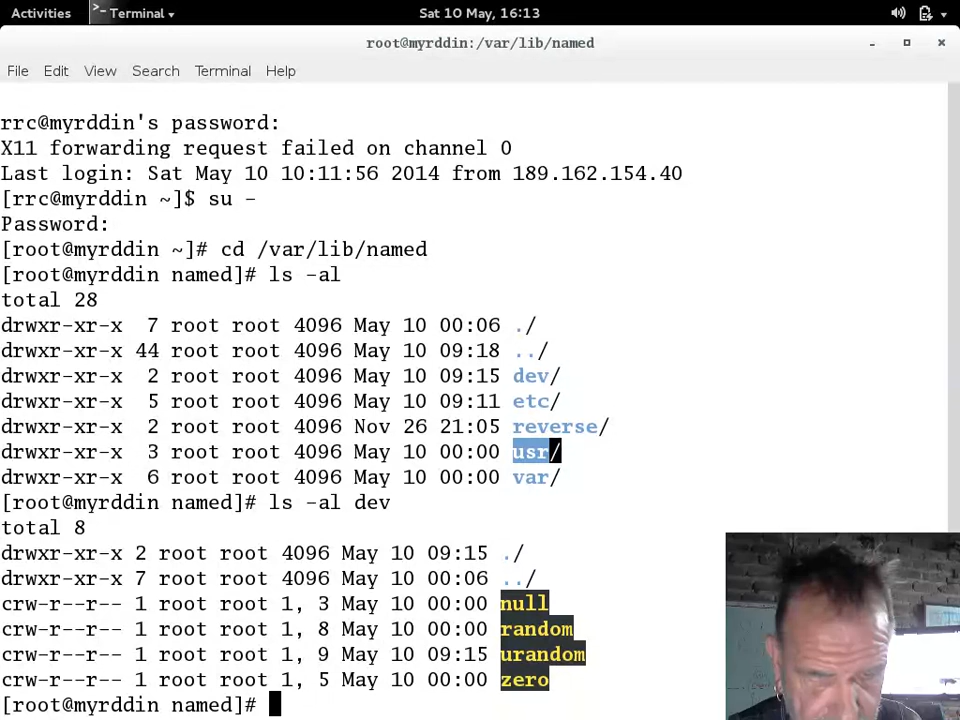 Activities
Terminal
Sat 10 May, 16:13
root@myrddin:/var/lib/named
File Edit View Search Terminal Help
rrc@myrddin's password:
X11 forwarding request failed on channel 0
Last login: Sat May 10 10:11:56 2014 from 189.162.154.40
[rrc@myrddin ~]$ su -
Password:
[root@myrddin ~]# cd /var/lib/named
[root@myrddin named]# ls -al
total 28
drwxr-xr-x  7 root root 4096 May 10 00:06 ./
drwxr-xr-x 44 root root 4096 May 10 09:18 ../
drwxr-xr-x  2 root root 4096 May 10 09:15 dev/
drwxr-xr-x  5 root root 4096 May 10 09:11 etc/
drwxr-xr-x  2 root root 4096 Nov 26 21:05 reverse/
drwxr-xr-x  3 root root 4096 May 10 00:00 usr/
drwxr-xr-x  6 root root 4096 May 10 00:00 var/
[root@myrddin named]# ls -al dev
total 8
drwxr-xr-x 2 root root 4096 May 10 09:15 ./
drwxr-xr-x 7 root root 4096 May 10 00:06 ../
crw-r--r-- 1 root root 1, 3 May 10 00:00 null
crw-r--r-- 1 root root 1, 8 May 10 00:00 random
crw-r--r-- 1 root root 1, 9 May 10 09:15 urandom
crw-r--r-- 1 root root 1, 5 May 10 00:00 zero
[root@myrddin named]#